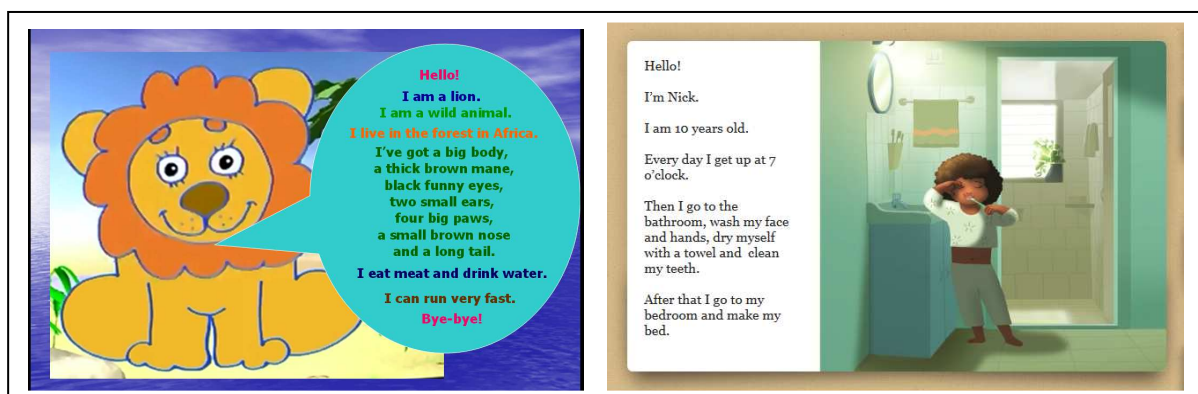 Hello!
I am a lion.
I am a wild animal.
I live in the forest in Africa.
I've got a big body,
a thick brown mane,
black funny eyes,
two small ears,
four big paws,
a small brown nose
and a long tail.
I eat meat and drink water.
I can run very fast.
Bye-bye!
Hello!
I'm Nick.
I am 10 years old.
Every day I get up at 7
o'clock.
Then I go to the
bathroom, wash my face
and hands, dry myself
with a towel and  clean
my teeth.
After that I go to my
bedroom and make my
bed.